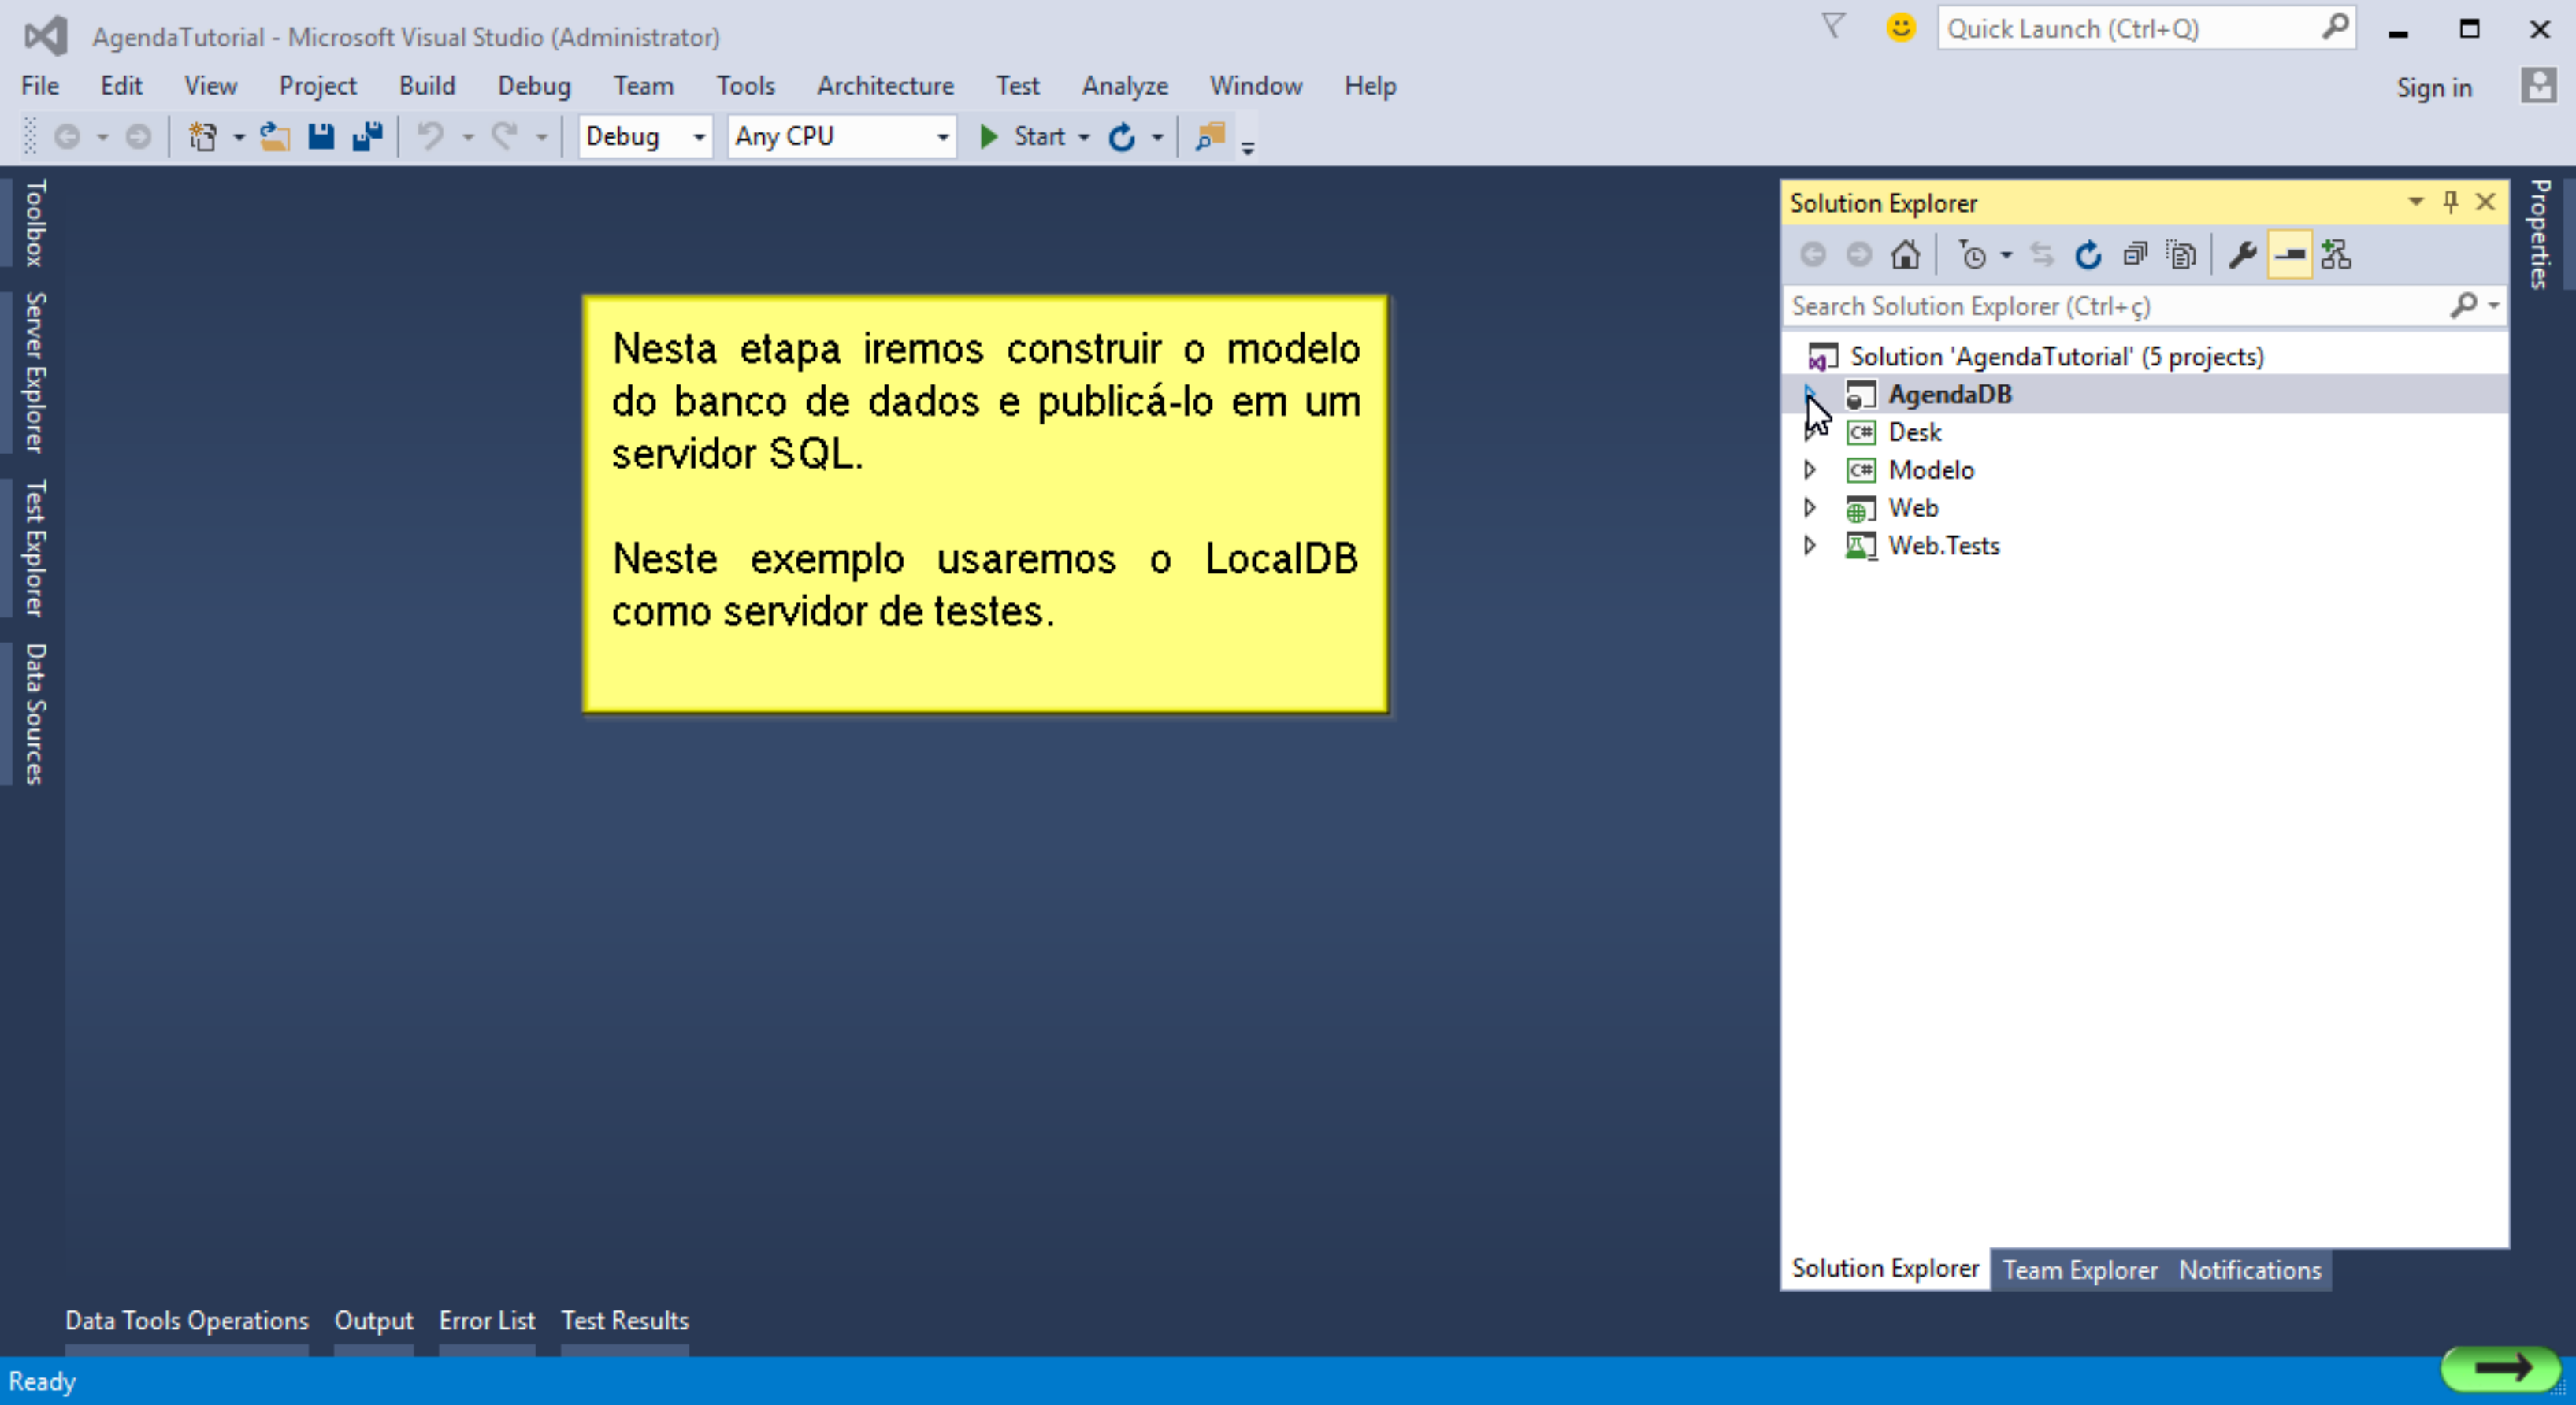 AgendaTutorial - Microsoft Visual Studio (Administrator)
Quick Launch (Ctrl+Q)
File Edit View Project Build Debug Team Tools Architecture Test Analyze Window Help
Sign in
Debug Any CPU Start
Toolbox
Server Explorer
Test Explorer
Data Sources
Nesta etapa iremos construir o modelo
do banco de dados e publicá-lo em um
servidor SQL.
Neste exemplo usaremos o LocalDB
como servidor de testes.
Solution Explorer
Search Solution Explorer (Ctrl+ç)
Solution 'AgendaTutorial' (5 projects)
AgendaDB
C# Desk
C# Modelo
Web
Web.Tests
Solution Explorer Team Explorer Notifications
Properties
Data Tools Operations Output Error List Test Results
Ready